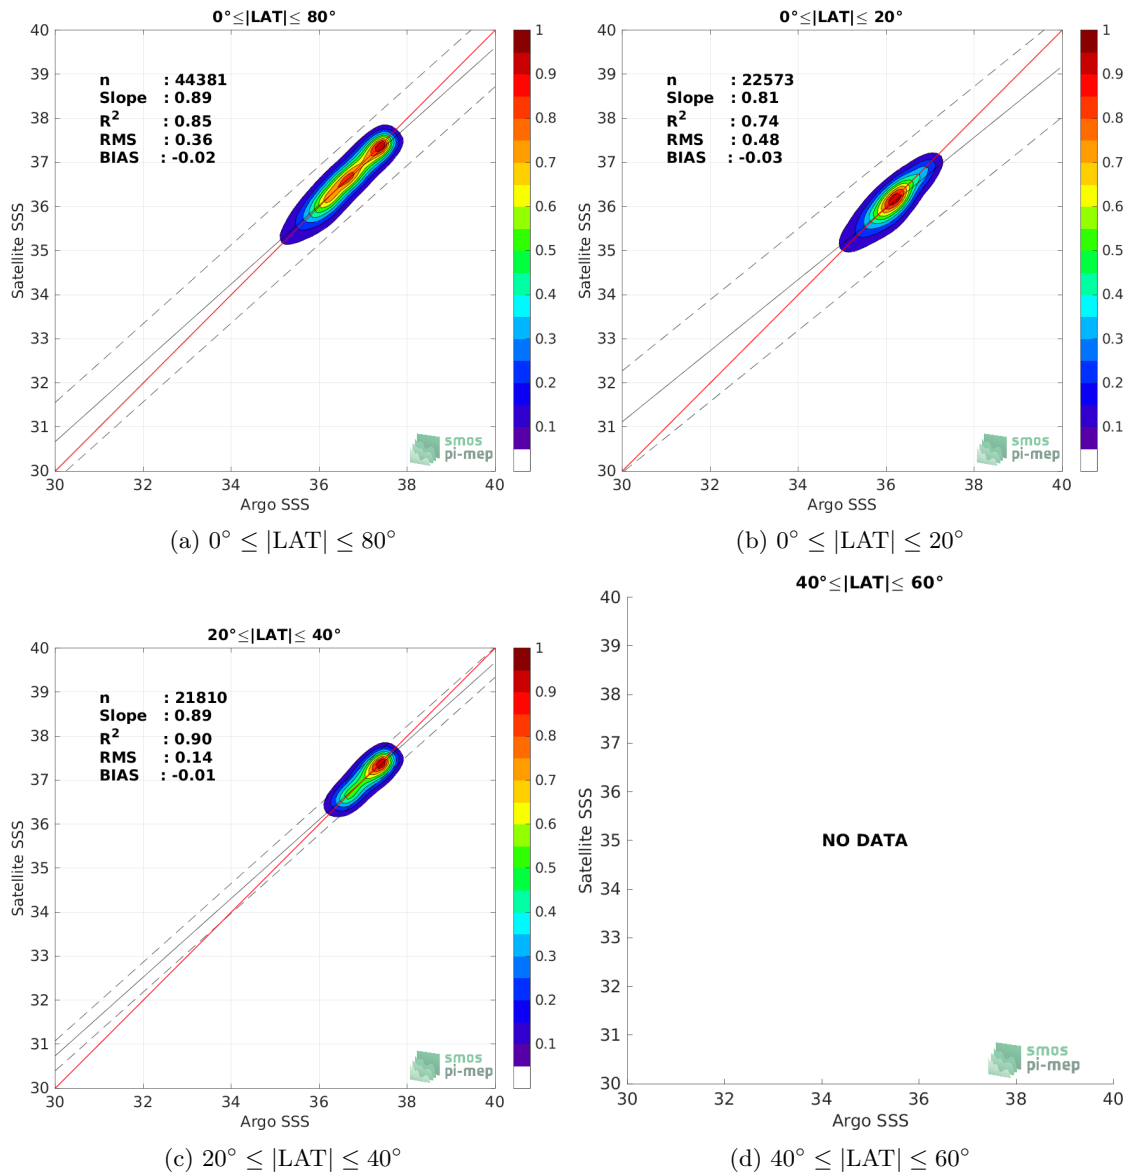 0°≤|LAT|≤ 80°
40
39
38
37
36
35
34
33
32
31
30
Satellite SSS
n : 44381
Slope : 0.89
R² : 0.85
RMS : 0.36
BIAS : -0.02
smos
pi-mep
30 32 34 36 38 40
Argo SSS
1
0.9
0.8
0.7
0.6
0.5
0.4
0.3
0.2
0.1
(a) 0° ≤ |LAT| ≤ 80°
0°≤|LAT|≤ 20°
40
39
38
37
36
35
34
33
32
31
30
Satellite SSS
n : 22573
Slope : 0.81
R² : 0.74
RMS : 0.48
BIAS : -0.03
smos
pi-mep
30 32 34 36 38 40
Argo SSS
1
0.9
0.8
0.7
0.6
0.5
0.4
0.3
0.2
0.1
(b) 0° ≤ |LAT| ≤ 20°
20°≤|LAT|≤ 40°
40
39
38
37
36
35
34
33
32
31
30
Satellite SSS
n : 21810
Slope : 0.89
R² : 0.90
RMS : 0.14
BIAS : -0.01
smos
pi-mep
30 32 34 36 38 40
Argo SSS
1
0.9
0.8
0.7
0.6
0.5
0.4
0.3
0.2
0.1
(c) 20° ≤ |LAT| ≤ 40°
40°≤|LAT|≤ 60°
40
39
38
37
36
35
34
33
32
31
30
Satellite SSS
NO DATA
smos
pi-mep
30 32 34 36 38 40
Argo SSS
(d) 40° ≤ |LAT| ≤ 60°